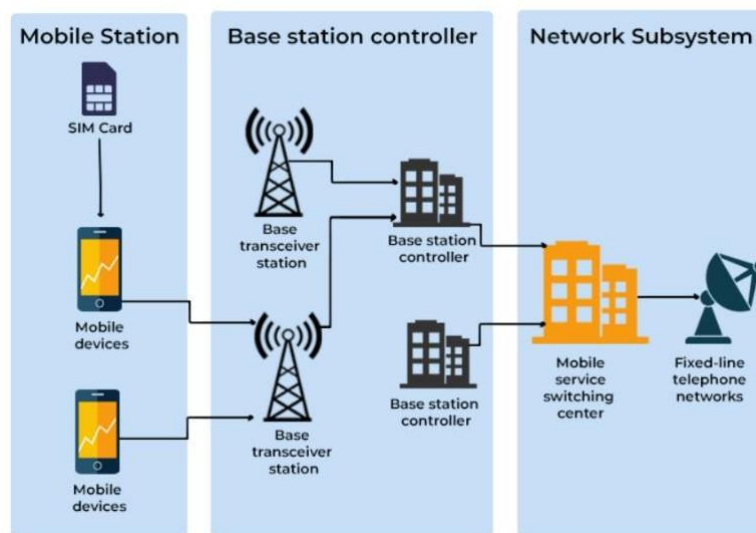 Mobile Station
Base station controller
Network Subsystem
SIM Card
Mobile
devices
Mobile
devices
Base
transceiver
station
Base
transceiver
station
Base station
controller
Base station
controller
Mobile
service
switching
center
Fixed-line
telephone
networks